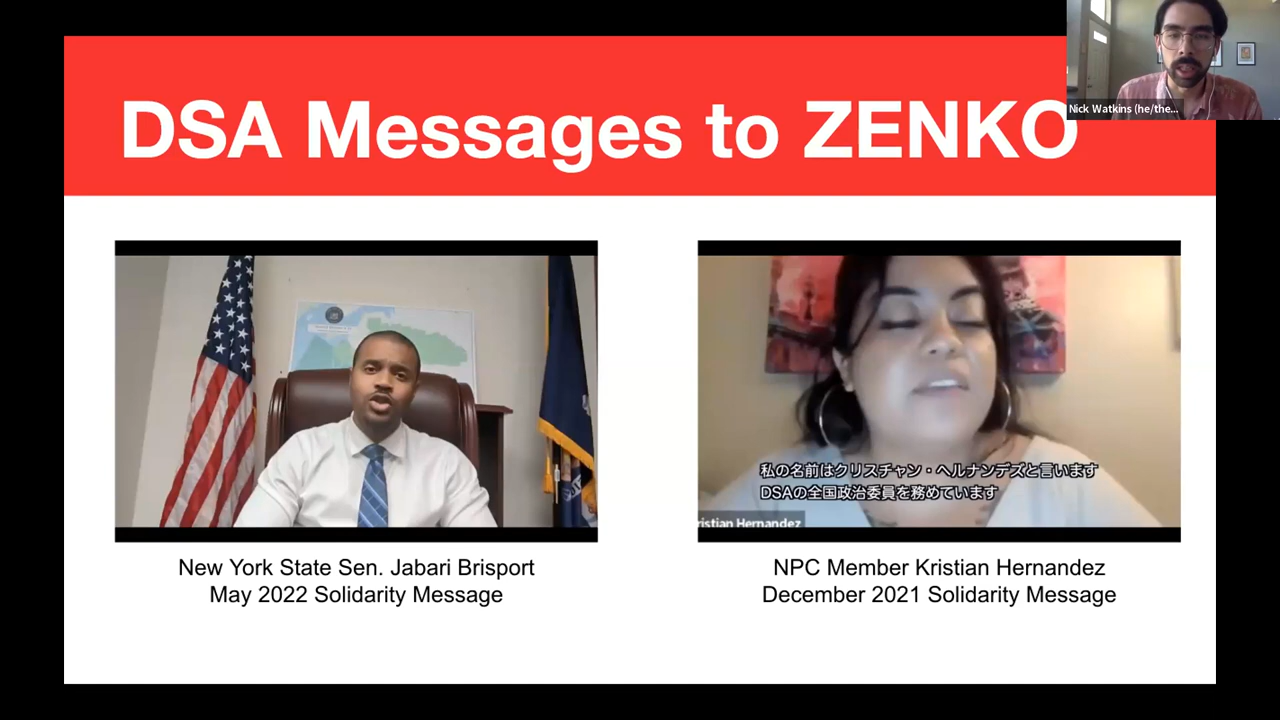 DSA Messages to ZENKO
Nick Watkins (he/the...
私の名前はクリスチャン・ヘルナンデズと言います
DSAの全国政治委員を務めています
ristian Hernandez
New York State Sen. Jabari Brisport
May 2022 Solidarity Message
NPC Member Kristian Hernandez
December 2021 Solidarity Message